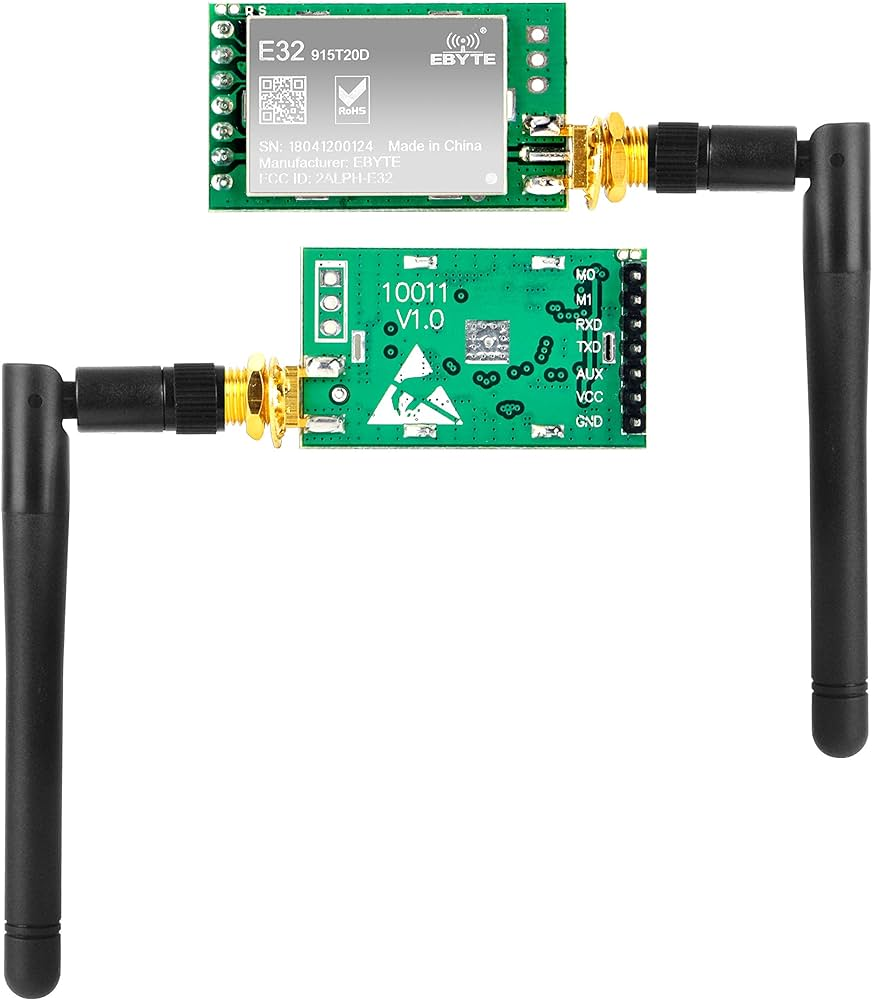 RS
E32 915T20D
EBYTE
®
RoHS
SN: 18041200124 Made in China
Manufacturer: EBYTE
FCC ID: 2ALPH-E32
10011
V1.0
M0
M1
RXD
TXD
AUX
VCC
GND